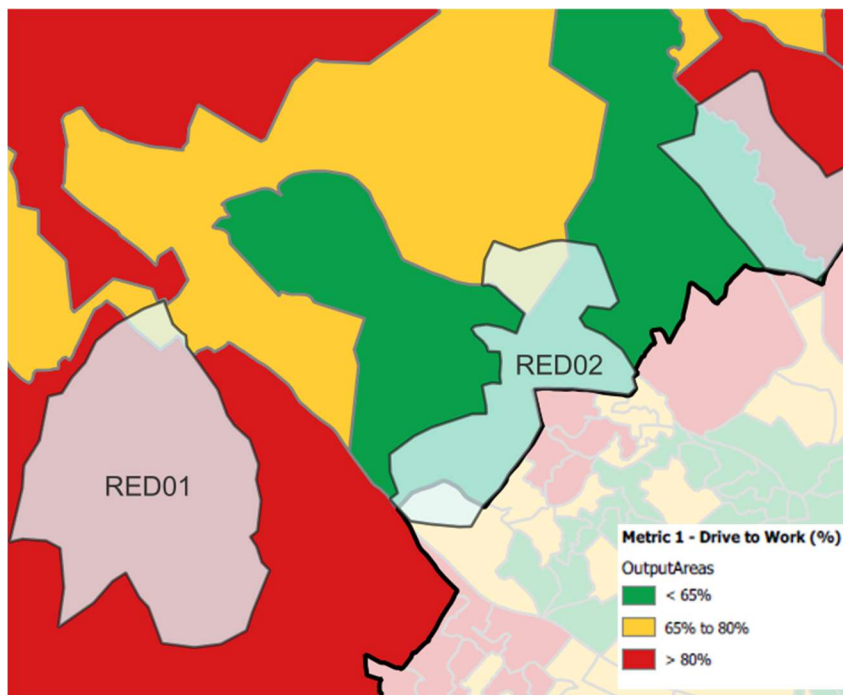 RED02
RED01
Metric 1 - Drive to Work (%)
OutputAreas
< 65%
65% to 80%
> 80%